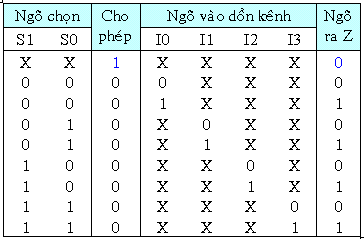 Ngõ chọn Cho phép Ngõ vào dồn kênh Ngõ ra Z
S1 S0 I0 I1 I2 I3
X X 1 X X X X 0
0 0 0 0 X X X 0
0 0 0 1 X X X 1
0 1 0 X 0 X X 0
0 1 0 X 1 X X 1
1 0 0 X X 0 X 0
1 0 0 X X 1 X 1
1 1 0 X X X 0 0
1 1 0 X X X 1 1